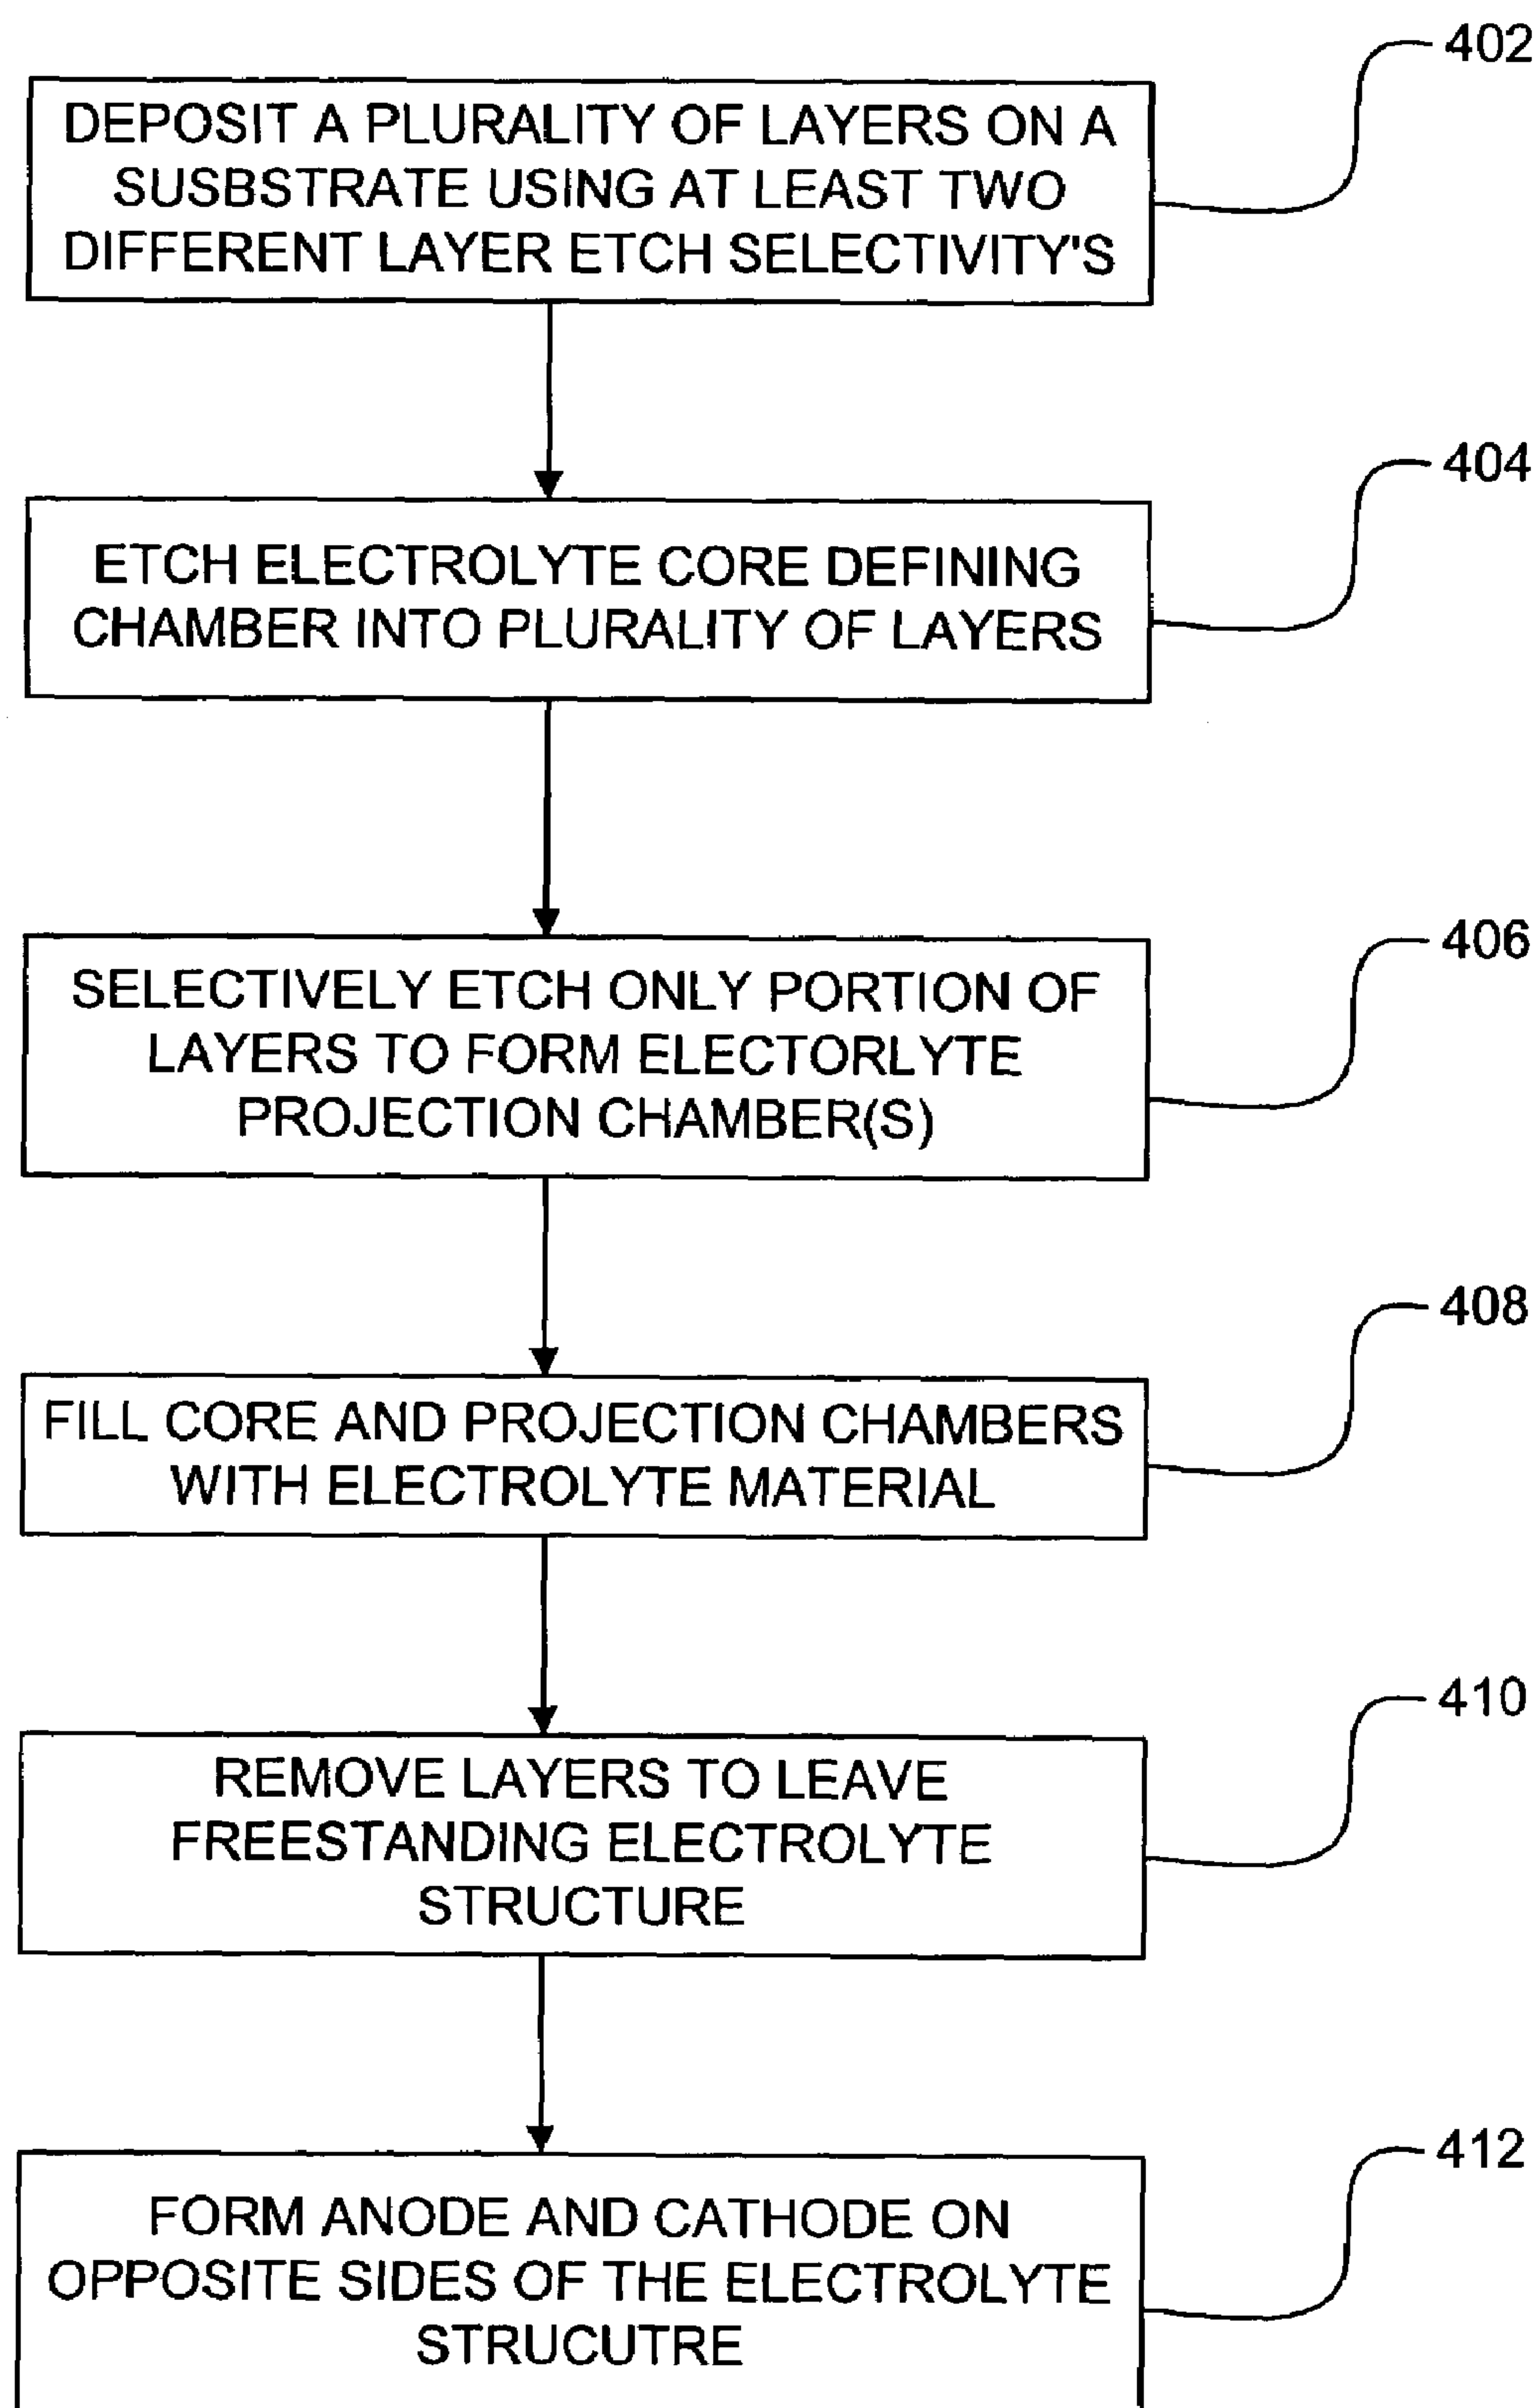 402
DEPOSIT A PLURALITY OF LAYERS ON A
SUSBSTRATE USING AT LEAST TWO
DIFFERENT LAYER ETCH SELECTIVITY'S
404
ETCH ELECTROLYTE CORE DEFINING
CHAMBER INTO PLURALITY OF LAYERS
406
SELECTIVELY ETCH ONLY PORTION OF
LAYERS TO FORM ELECTORLYTE
PROJECTION CHAMBER(S)
408
FILL CORE AND PROJECTION CHAMBERS
WITH ELECTROLYTE MATERIAL
410
REMOVE LAYERS TO LEAVE
FREESTANDING ELECTROLYTE
STRUCTURE
412
FORM ANODE AND CATHODE ON
OPPOSITE SIDES OF THE ELECTROLYTE
STRUCUTRE